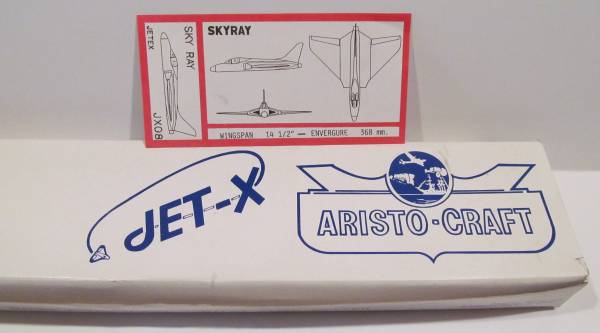 SKYRAY
SKY RAY
JETEX
JX08
WINGSPAN 14 1/2" — ENVERGURE 368 mm.
JET-X
ARISTO-CRAFT